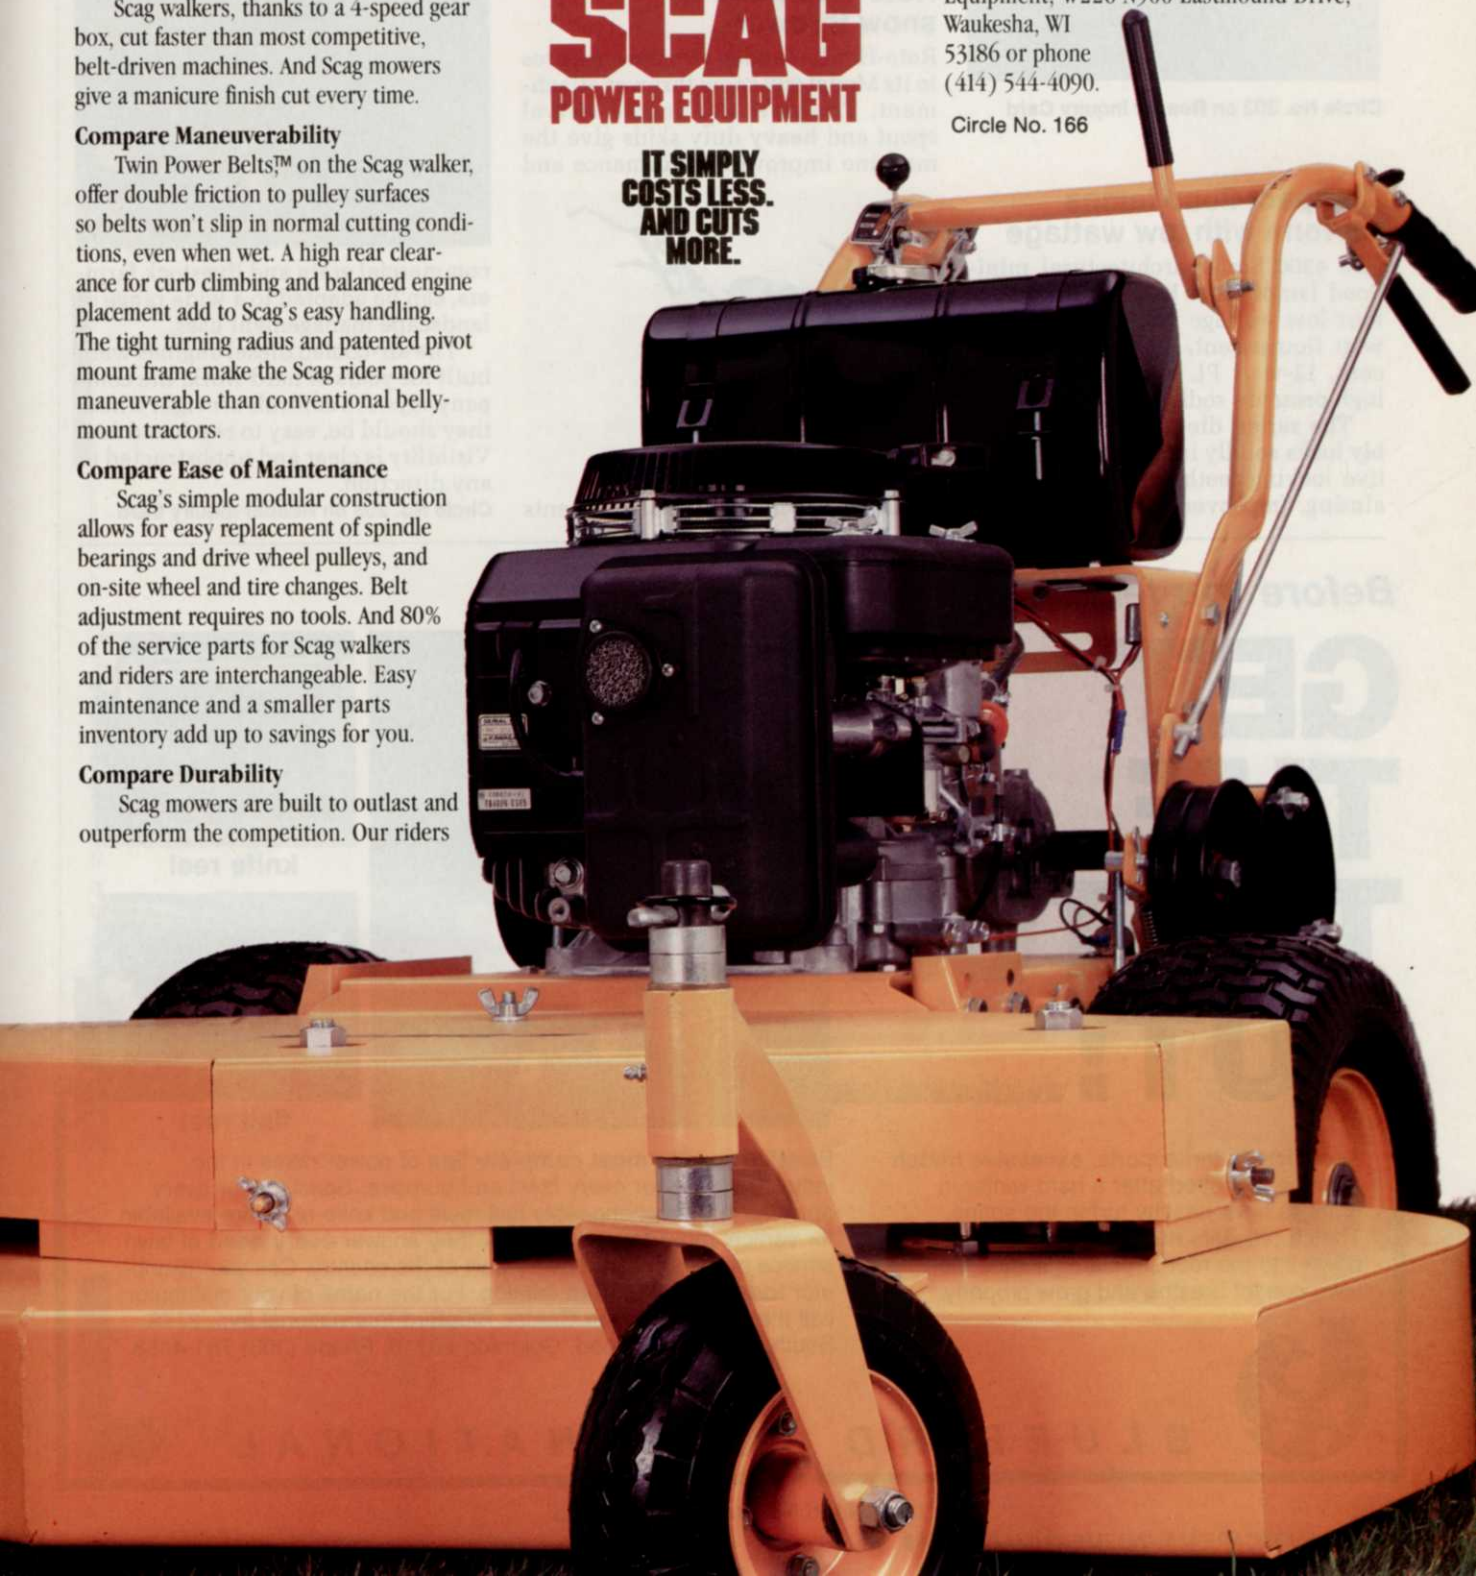 Scag walkers, thanks to a 4-speed gear
box, cut faster than most competitive,
belt-driven machines. And Scag mowers
give a manicure finish cut every time.
Compare Maneuverability
Twin Power Belts,™ on the Scag walker,
offer double friction to pulley surfaces
so belts won't slip in normal cutting condi-
tions, even when wet. A high rear clear-
ance for curb climbing and balanced engine
placement add to Scag's easy handling.
The tight turning radius and patented pivot
mount frame make the Scag rider more
maneuverable than conventional belly-
mount tractors.
Compare Ease of Maintenance
Scag's simple modular construction
allows for easy replacement of spindle
bearings and drive wheel pulleys, and
on-site wheel and tire changes. Belt
adjustment requires no tools. And 80%
of the service parts for Scag walkers
and riders are interchangeable. Easy
maintenance and a smaller parts
inventory add up to savings for you.
Compare Durability
Scag mowers are built to outlast and
outperform the competition. Our riders
SCAG
POWER EQUIPMENT
IT SIMPLY
COSTS LESS.
AND CUTS
MORE.
Waukesha, WI
53186 or phone
(414) 544-4090.
Circle No. 166